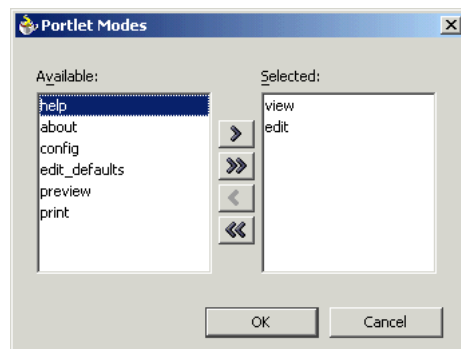 Portlet Modes
Available:
help
about
config
edit_defaults
preview
print
Selected:
view
edit
OK
Cancel